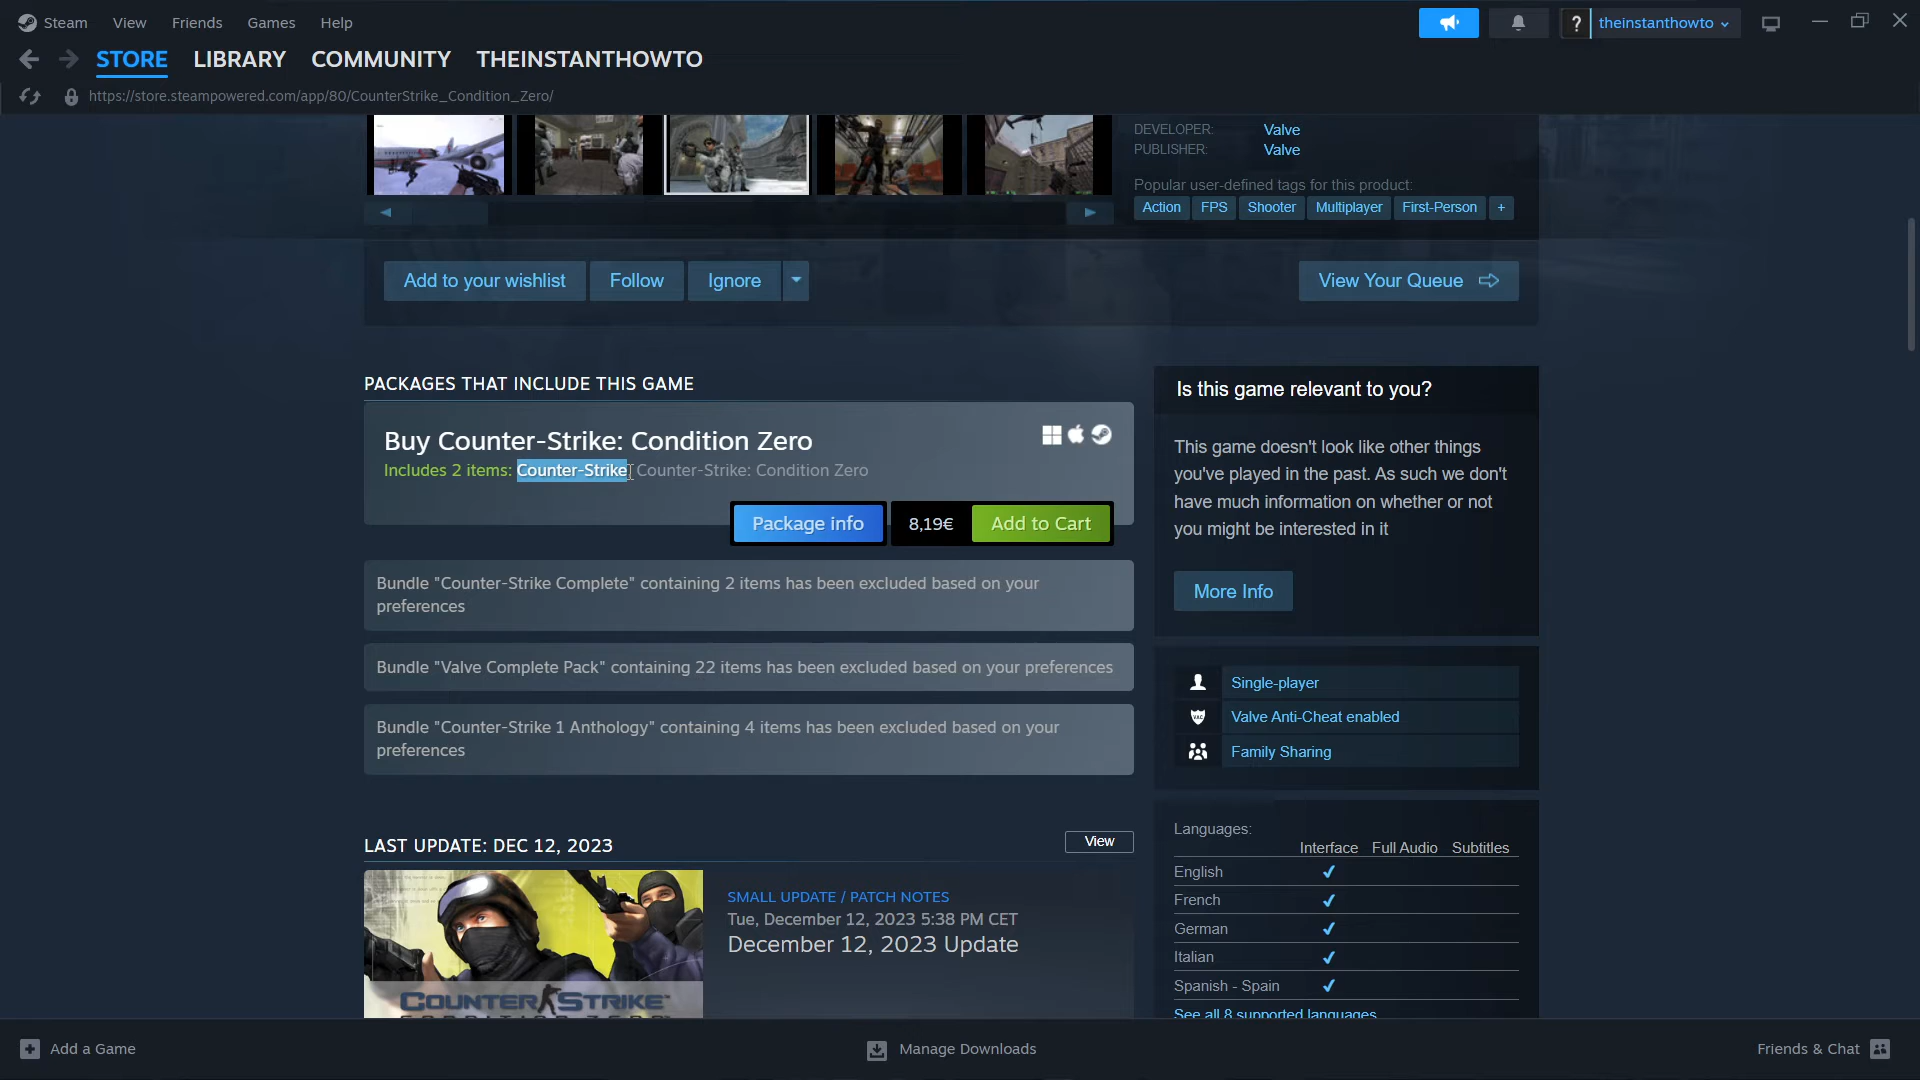 Steam View Friends Games Help
? theinstanthowto
STORE LIBRARY COMMUNITY THEINSTANTHOWTO
https://store.steampowered.com/app/80/CounterStrike_Condition_Zero/
DEVELOPER: Valve
PUBLISHER: Valve
Popular user-defined tags for this product:
Action FPS Shooter Multiplayer First-Person +
Add to your wishlist Follow Ignore View Your Queue
PACKAGES THAT INCLUDE THIS GAME
Buy Counter-Strike: Condition Zero
Includes 2 items: Counter-Strike, Counter-Strike: Condition Zero
Package info 8,19€ Add to Cart
Bundle "Counter-Strike Complete" containing 2 items has been excluded based on your
preferences
Bundle "Valve Complete Pack" containing 22 items has been excluded based on your preferences
Bundle "Counter-Strike 1 Anthology" containing 4 items has been excluded based on your
preferences
LAST UPDATE: DEC 12, 2023 View
SMALL UPDATE / PATCH NOTES
Tue, December 12, 2023 5:38 PM CET
December 12, 2023 Update
COUNTER STRIKE
Is this game relevant to you?
This game doesn't look like other things
you've played in the past. As such we don't
have much information on whether or not
you might be interested in it
More Info
Single-player
VAC Valve Anti-Cheat enabled
Family Sharing
Languages:
Interface Full Audio Subtitles
English
French
German
Italian
Spanish - Spain
See all 8 supported languages
Add a Game Manage Downloads Friends & Chat